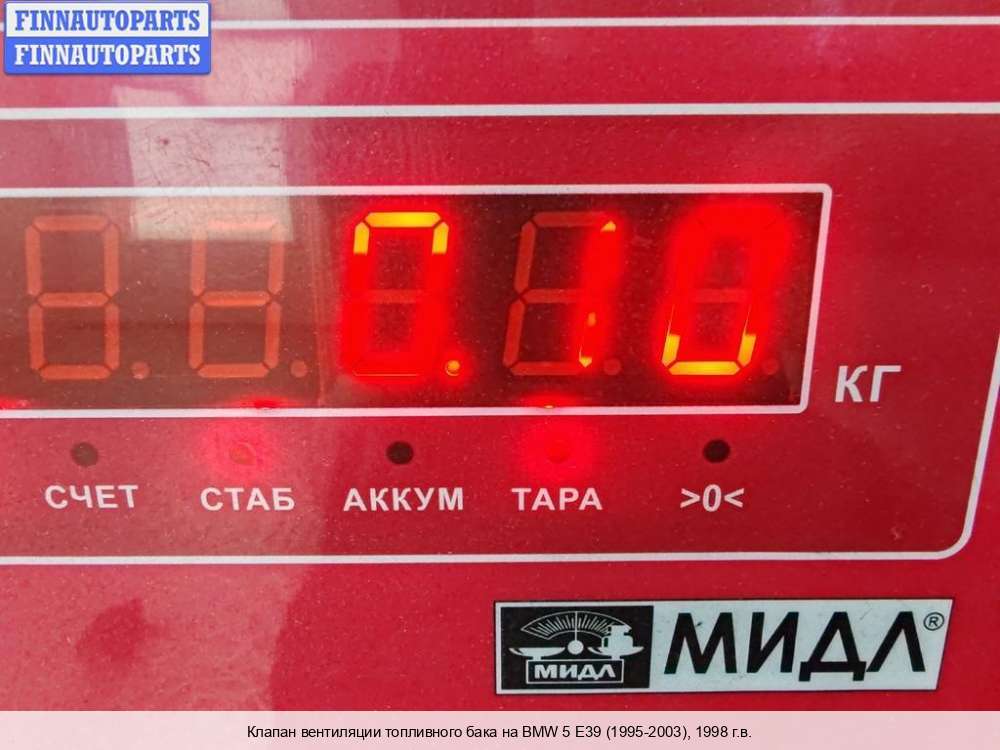 FINNAUTOPARTS
FINNAUTOPARTS
0.10
КГ
СЧЕТ СТАБ АККУМ ТАРА >0<
МИДЛ МИДЛ®
Клапан вентиляции топливного бака на BMW 5 E39 (1995-2003), 1998 г.в.